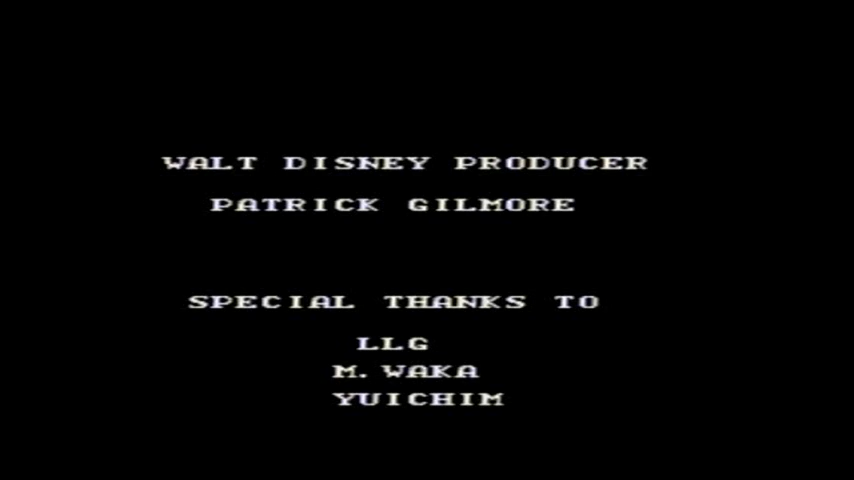 WALT DISNEY PRODUCER
PATRICK GILMORE
SPECIAL THANKS TO
LLG
M. WAKA
YUICHIM